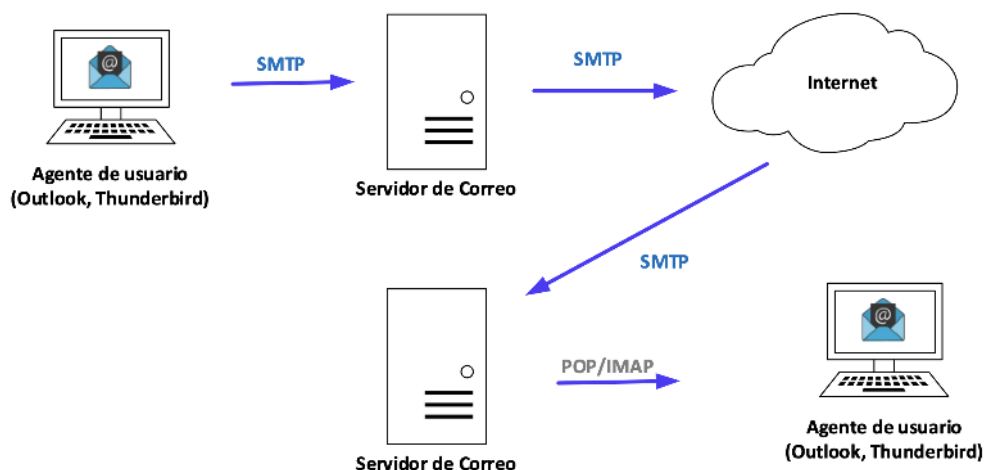 @
SMTP
SMTP
Internet
Agente de usuario
(Outlook, Thunderbird)
Servidor de Correo
SMTP
@
POP/IMAP
Agente de usuario
(Outlook, Thunderbird)
Servidor de Correo